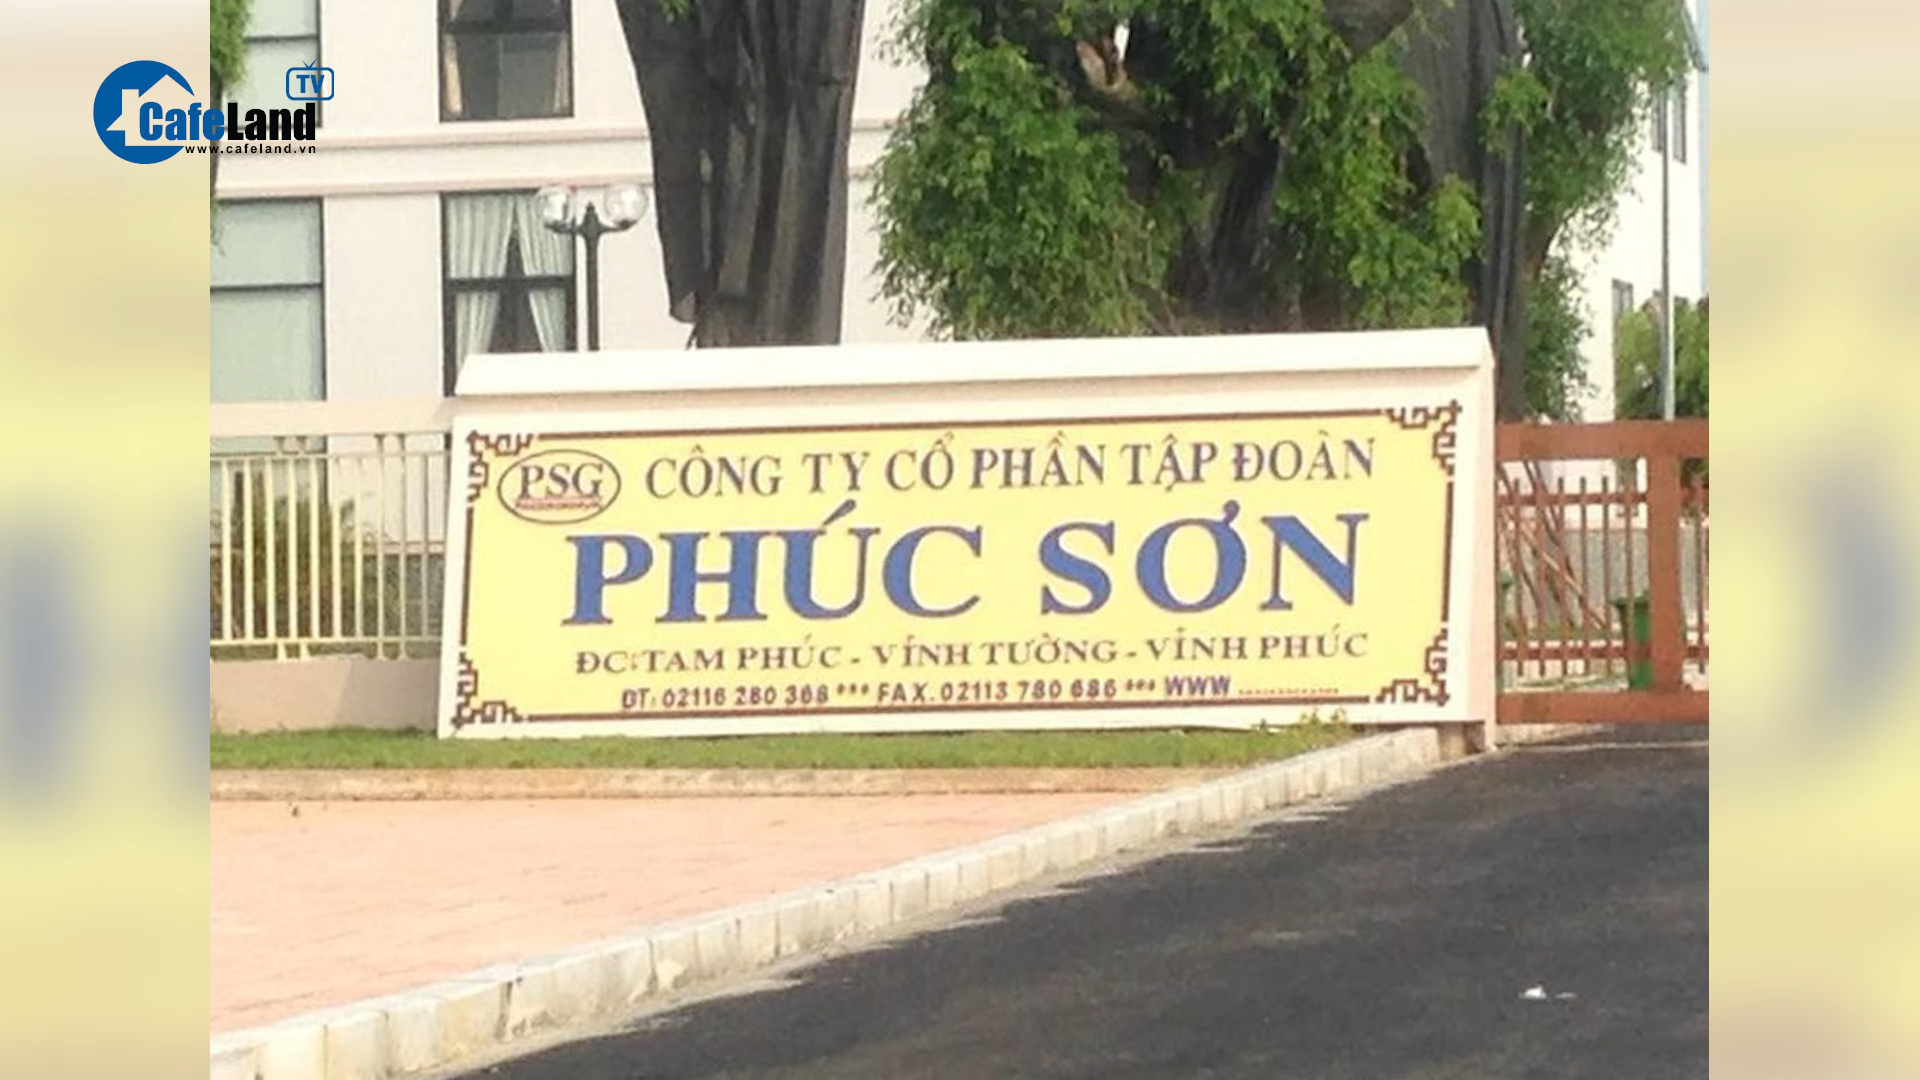 TV
CafeLand
www.cafeland.vn
PSG
CÔNG TY CỔ PHẦN TẬP ĐOÀN
PHÚC SƠN
ĐC: TAM PHÚC - VĨNH TƯỜNG - VĨNH PHÚC
ĐT: 02116 280 368 *** FAX. 02113 780 686 *** WWW